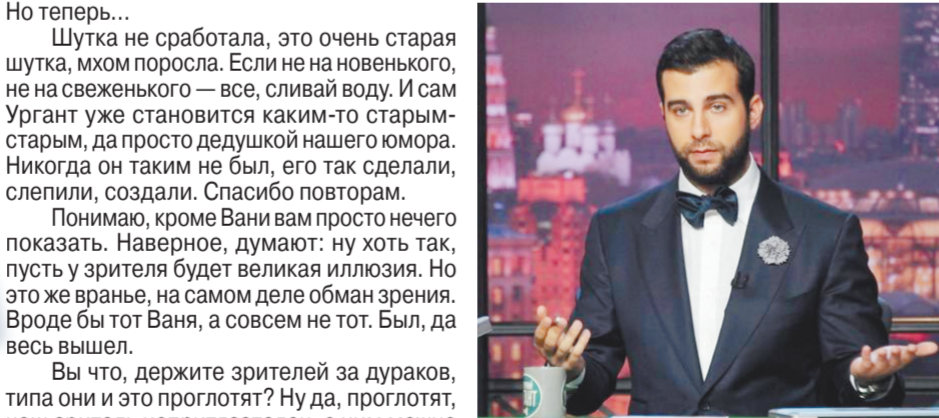 Но теперь...
Шутка не сработала, это очень старая
шутка, мхом поросла. Если не на новенького,
не на свеженького — все, сливай воду. И сам
Ургант уже становится каким-то старым-
старым, да просто дедушкой нашего юмора.
Никогда он таким не был, его так сделали,
слепили, создали. Спасибо повторам.
Понимаю, кроме Вани вам просто нечего
показать. Наверное, думают: ну хоть так,
пусть у зрителя будет великая иллюзия. Но
это же вранье, на самом деле обман зрения.
Вроде бы тот Ваня, а совсем не тот. Был, да
весь вышел.
Вы что, держите зрителей за дураков,
типа они и это проглотят? Ну да, проглотят,